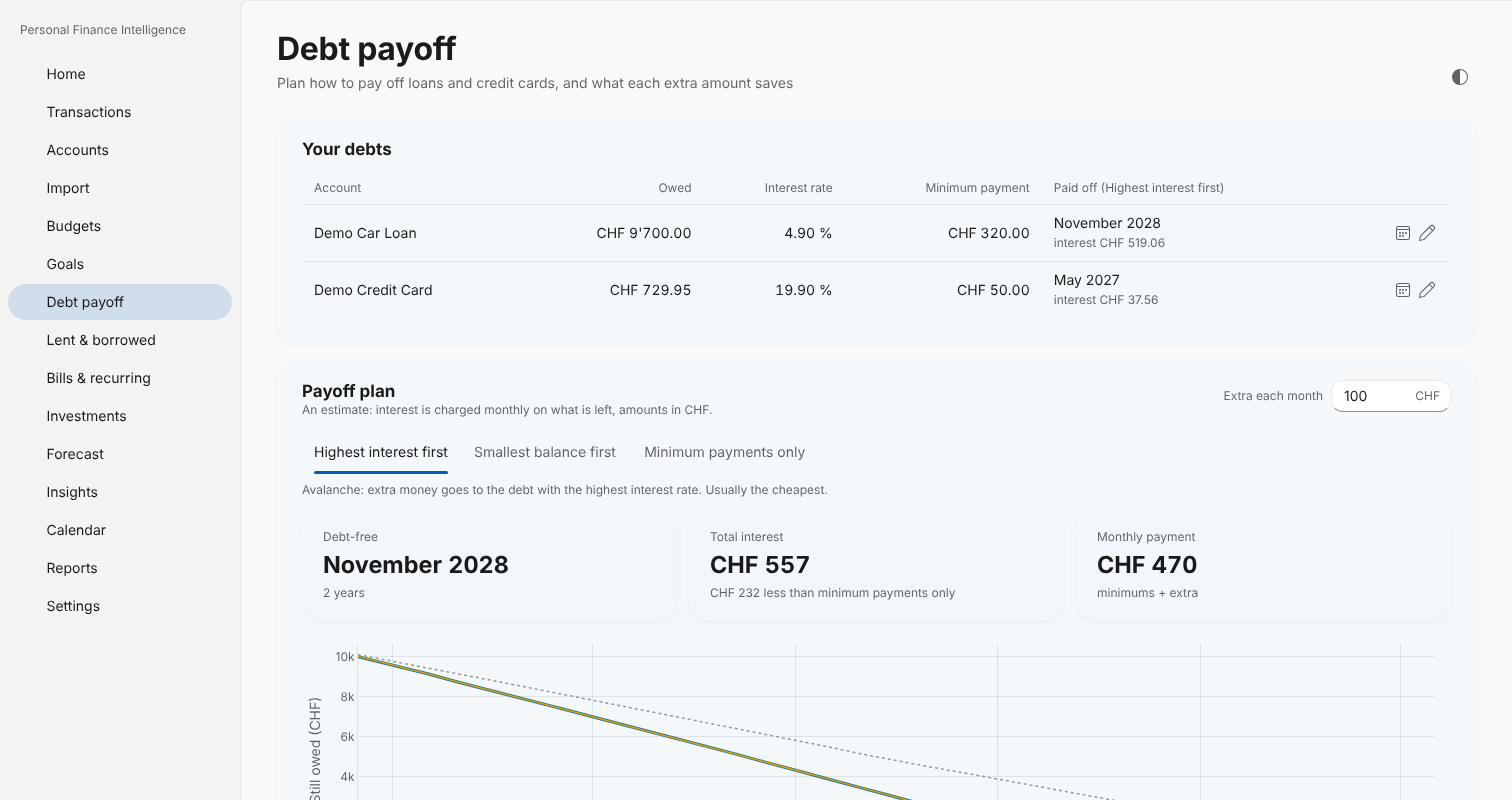 Personal Finance Intelligence
Home
Transactions
Accounts
Import
Budgets
Goals
Debt payoff
Lent & borrowed
Bills & recurring
Investments
Forecast
Insights
Calendar
Reports
Settings
Debt payoff
Plan how to pay off loans and credit cards, and what each extra amount saves
Your debts
Account Owed Interest rate Minimum payment Paid off (Highest interest first)
Demo Car Loan CHF 9'700.00 4.90 % CHF 320.00 November 2028
interest CHF 519.06
Demo Credit Card CHF 729.95 19.90 % CHF 50.00 May 2027
interest CHF 37.56
Payoff plan
An estimate: interest is charged monthly on what is left, amounts in CHF.
Extra each month 100 CHF
Highest interest first Smallest balance first Minimum payments only
Avalanche: extra money goes to the debt with the highest interest rate. Usually the cheapest.
Debt-free
November 2028
2 years
Total interest
CHF 557
CHF 232 less than minimum payments only
Monthly payment
CHF 470
minimums + extra
Still owed (CHF)
10k
8k
6k
4k